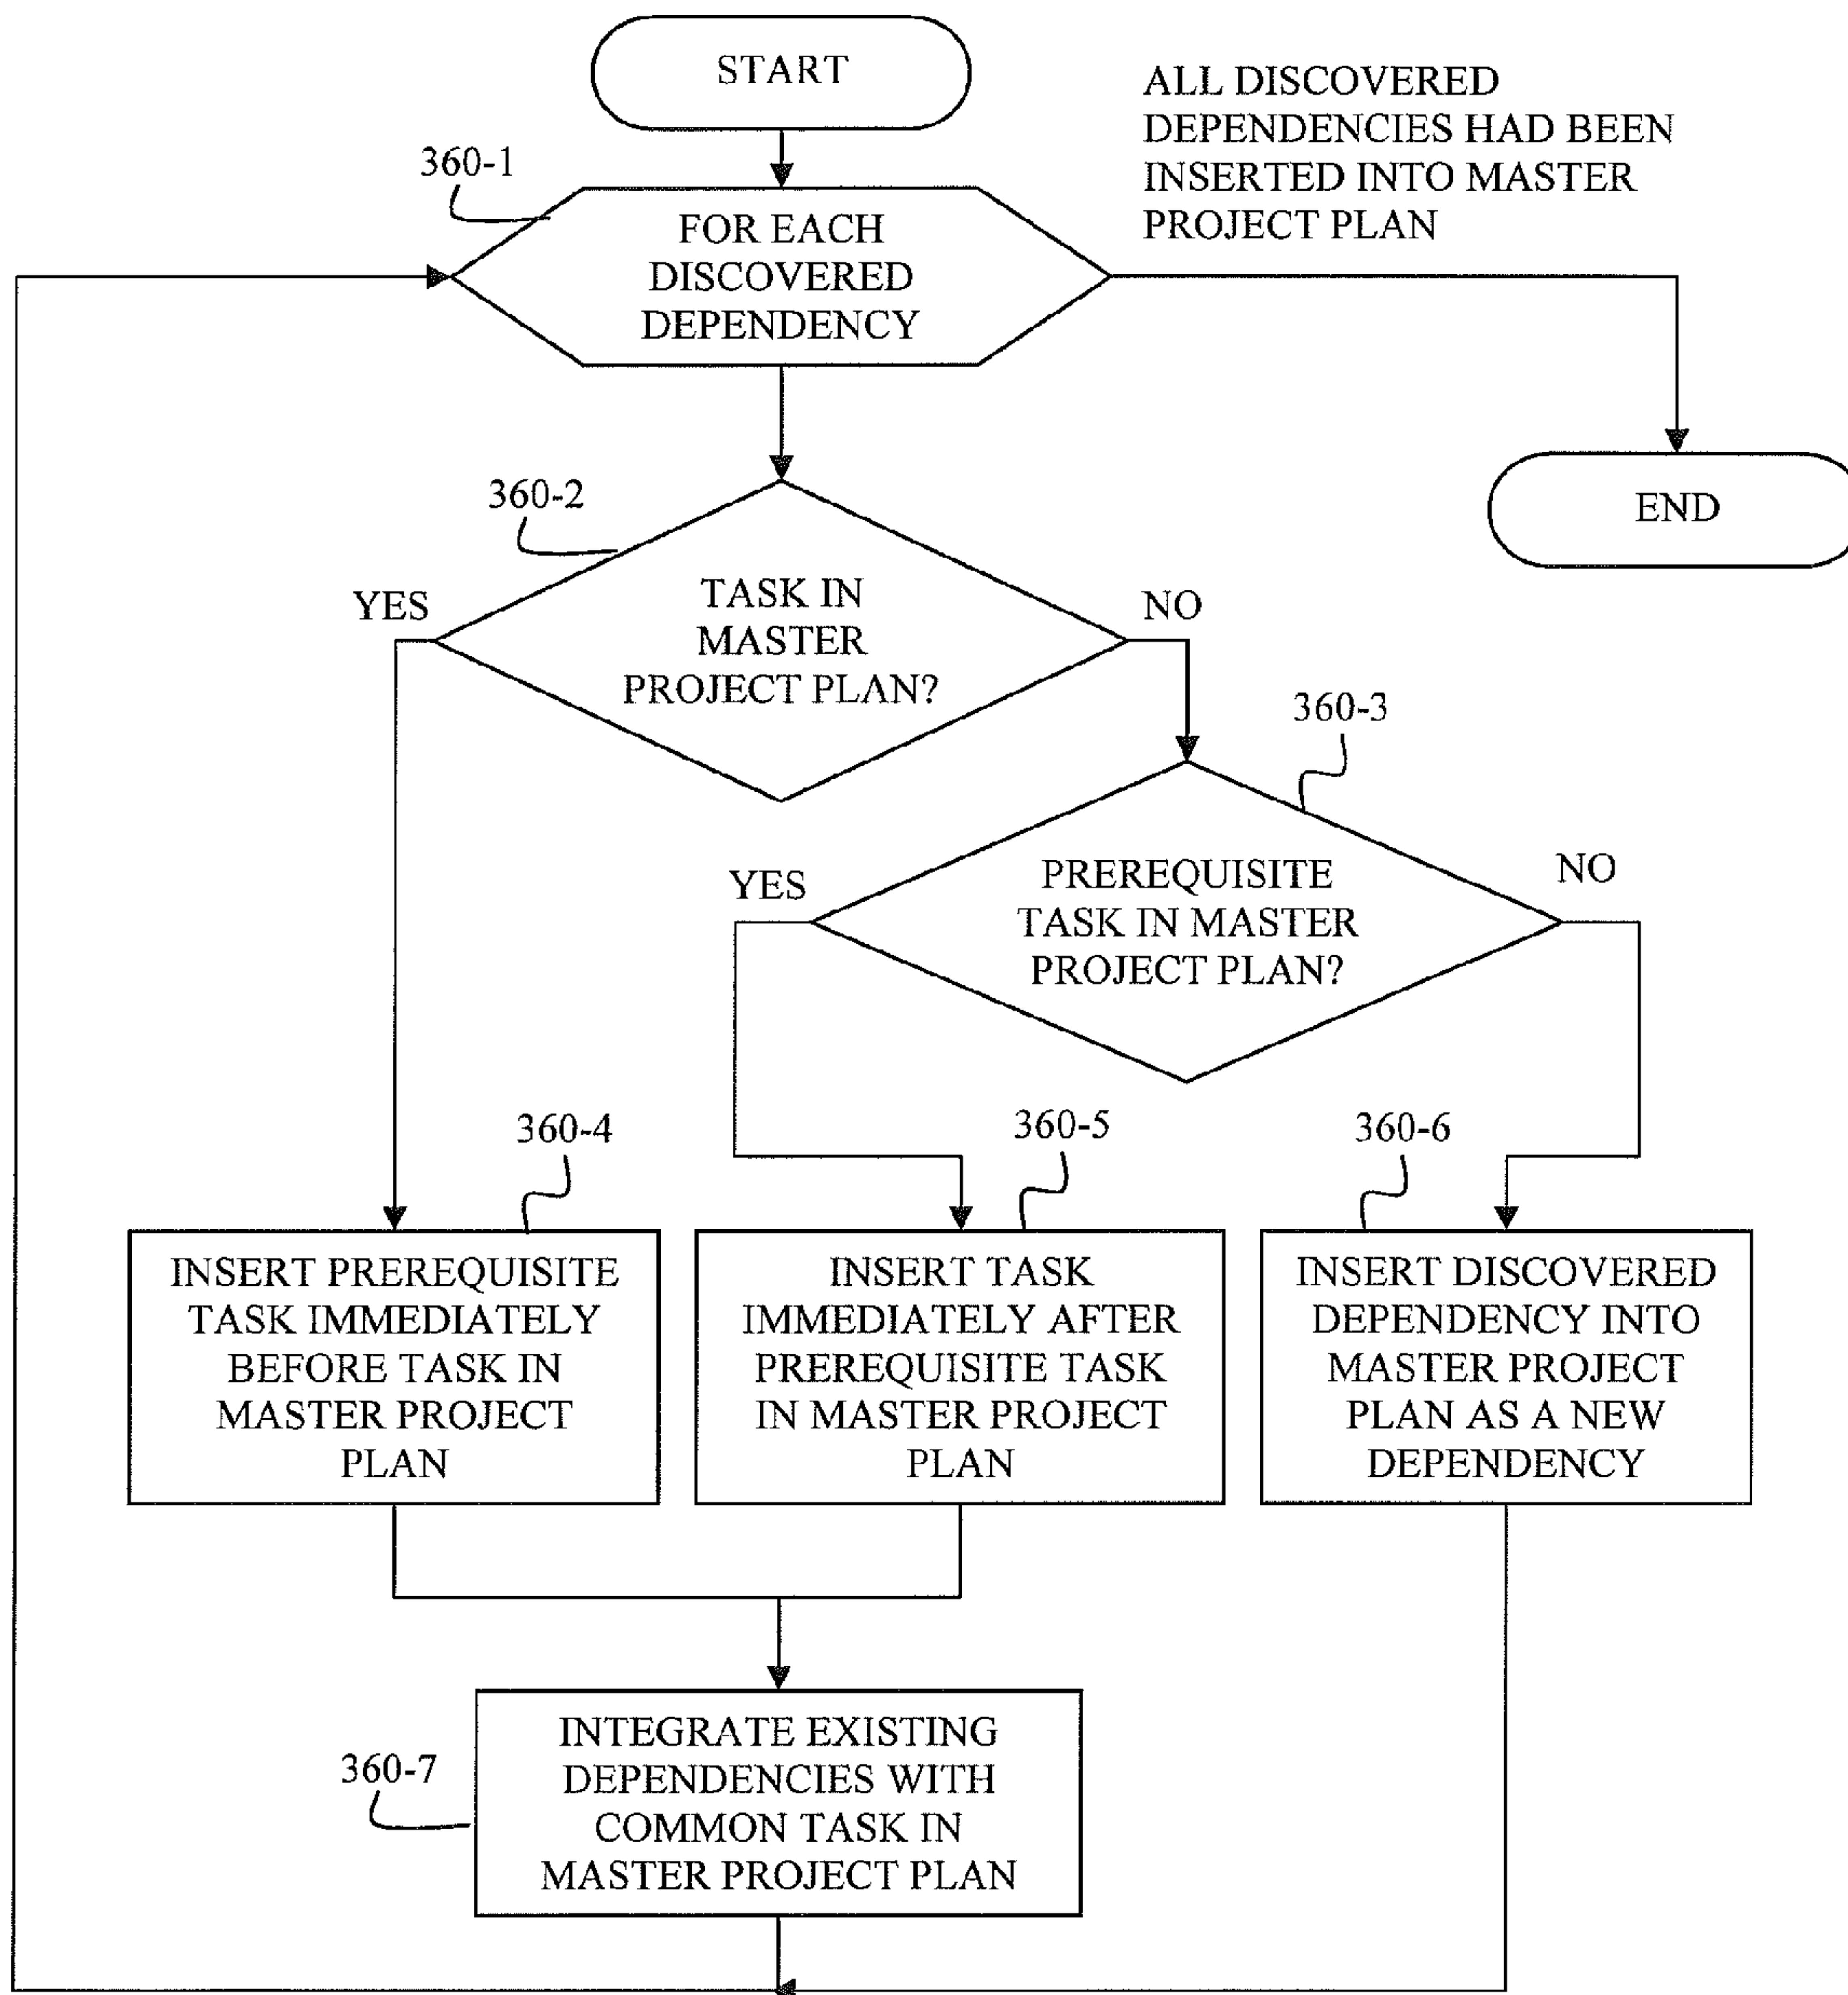 START
ALL DISCOVERED
DEPENDENCIES HAD BEEN
INSERTED INTO MASTER
PROJECT PLAN
360-1
FOR EACH
DISCOVERED
DEPENDENCY
END
360-2
YES
TASK IN
MASTER
PROJECT PLAN?
NO
360-3
YES
PREREQUISITE
TASK IN MASTER
PROJECT PLAN?
NO
360-4
INSERT PREREQUISITE
TASK IMMEDIATELY
BEFORE TASK IN
MASTER PROJECT
PLAN
360-5
INSERT TASK
IMMEDIATELY AFTER
PREREQUISITE TASK
IN MASTER PROJECT
PLAN
360-6
INSERT DISCOVERED
DEPENDENCY INTO
MASTER PROJECT
PLAN AS A NEW
DEPENDENCY
360-7
INTEGRATE EXISTING
DEPENDENCIES WITH
COMMON TASK IN
MASTER PROJECT PLAN